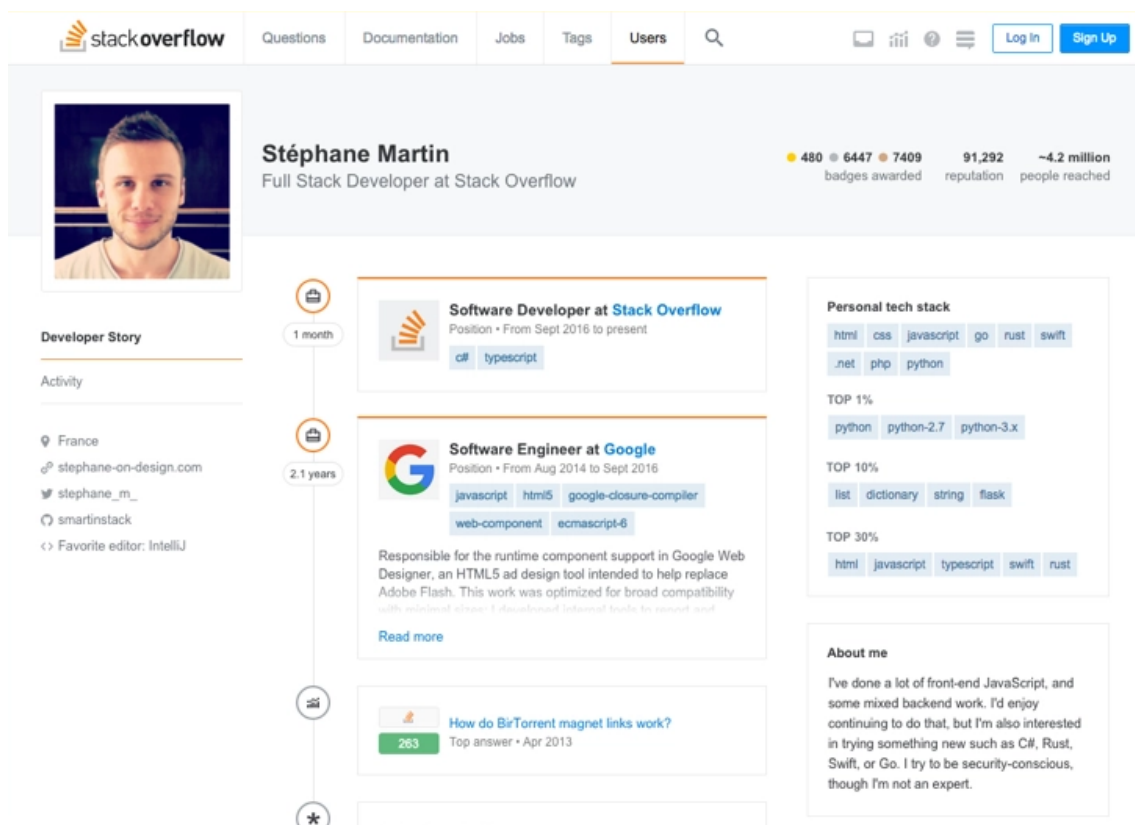 stackoverflow
Questions
Documentation
Jobs
Tags
Users
Log In
Sign Up
Stéphane Martin
Full Stack Developer at Stack Overflow
480 6447 7409
badges awarded
91,292
reputation
~4.2 million
people reached
Developer Story
Activity
France
stephane-on-design.com
stephane_m_
smartinstack
Favorite editor: IntelliJ
1 month
Software Developer at Stack Overflow
Position • From Sept 2016 to present
c# typescript
2.1 years
Software Engineer at Google
Position • From Aug 2014 to Sept 2016
javascript html5 google-closure-compiler
web-component ecmascript-6
Responsible for the runtime component support in Google Web
Designer, an HTML5 ad design tool intended to help replace
Adobe Flash. This work was optimized for broad compatibility
with minimal sizes; I developed internal tools to report and
Read more
263
How do BirTorrent magnet links work?
Top answer • Apr 2013
Personal tech stack
html css javascript go rust swift
.net php python
TOP 1%
python python-2.7 python-3.x
TOP 10%
list dictionary string flask
TOP 30%
html javascript typescript swift rust
About me
I've done a lot of front-end JavaScript, and
some mixed backend work. I'd enjoy
continuing to do that, but I'm also interested
in trying something new such as C#, Rust,
Swift, or Go. I try to be security-conscious,
though I'm not an expert.